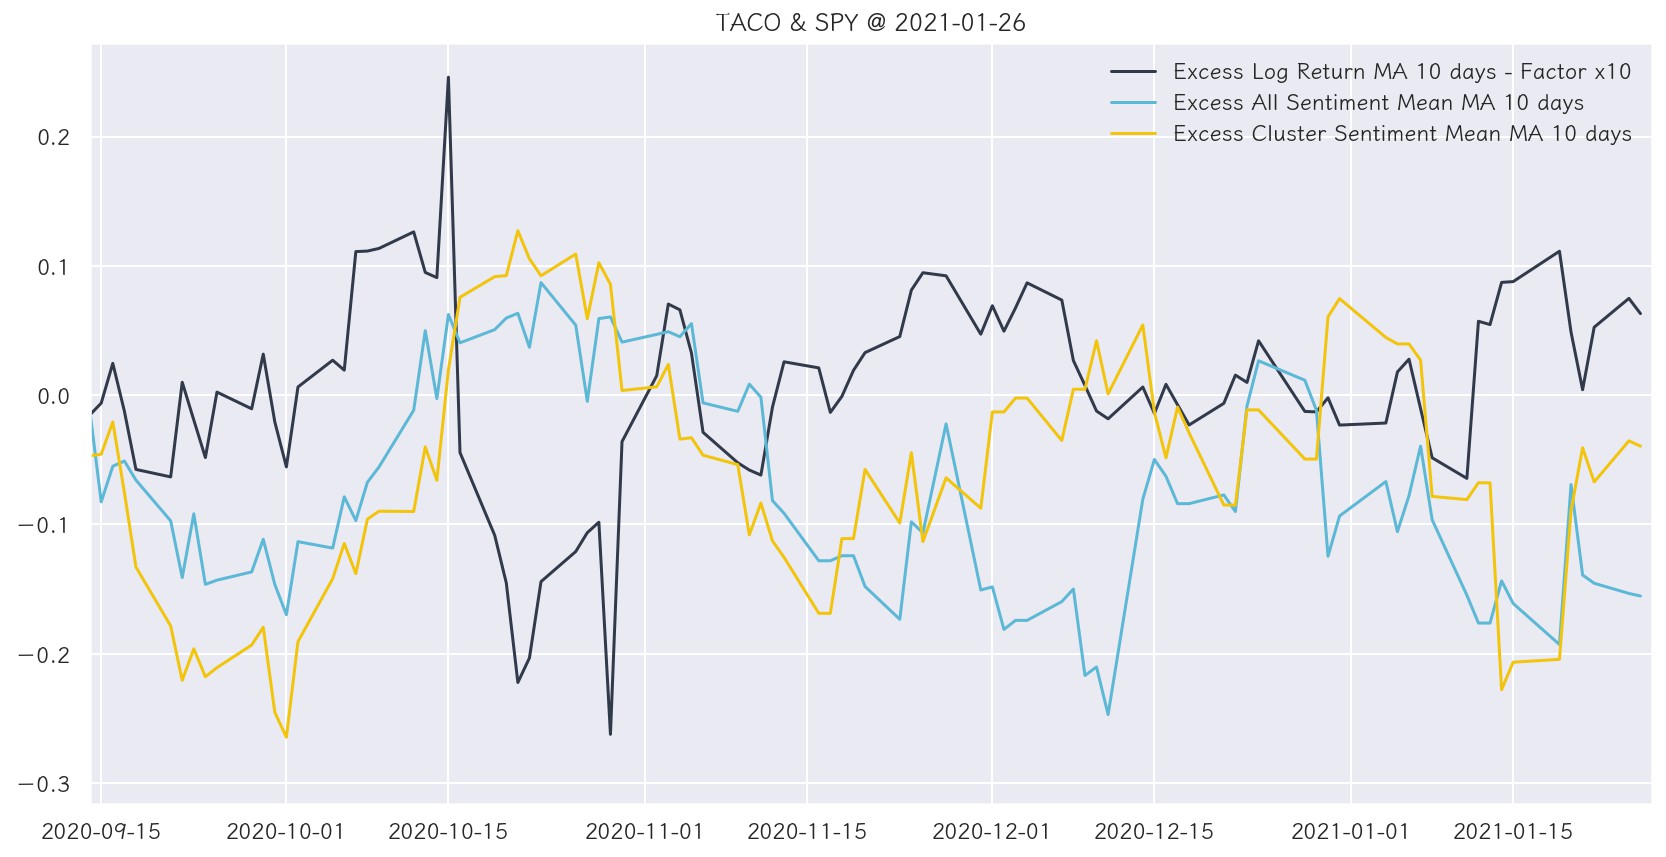 TACO & SPY @ 2021-01-26
Excess Log Return MA 10 days - Factor x10
Excess All Sentiment Mean MA 10 days
Excess Cluster Sentiment Mean MA 10 days
0.2
0.1
0.0
−0.1
−0.2
−0.3
2020-09-15 2020-10-01 2020-10-15 2020-11-01 2020-11-15 2020-12-01 2020-12-15 2021-01-01 2021-01-15